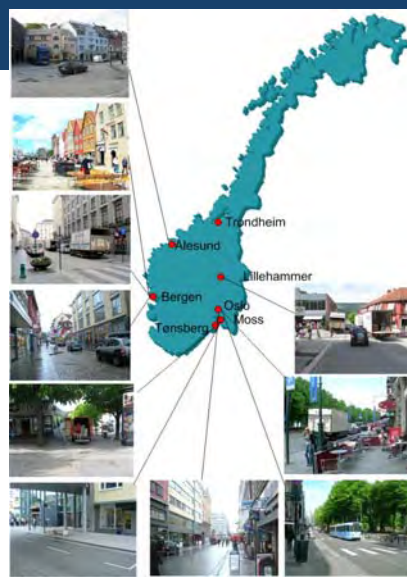 Trondheim
Ålesund
Lillehammer
Bergen
Oslo
Moss
Tønsberg